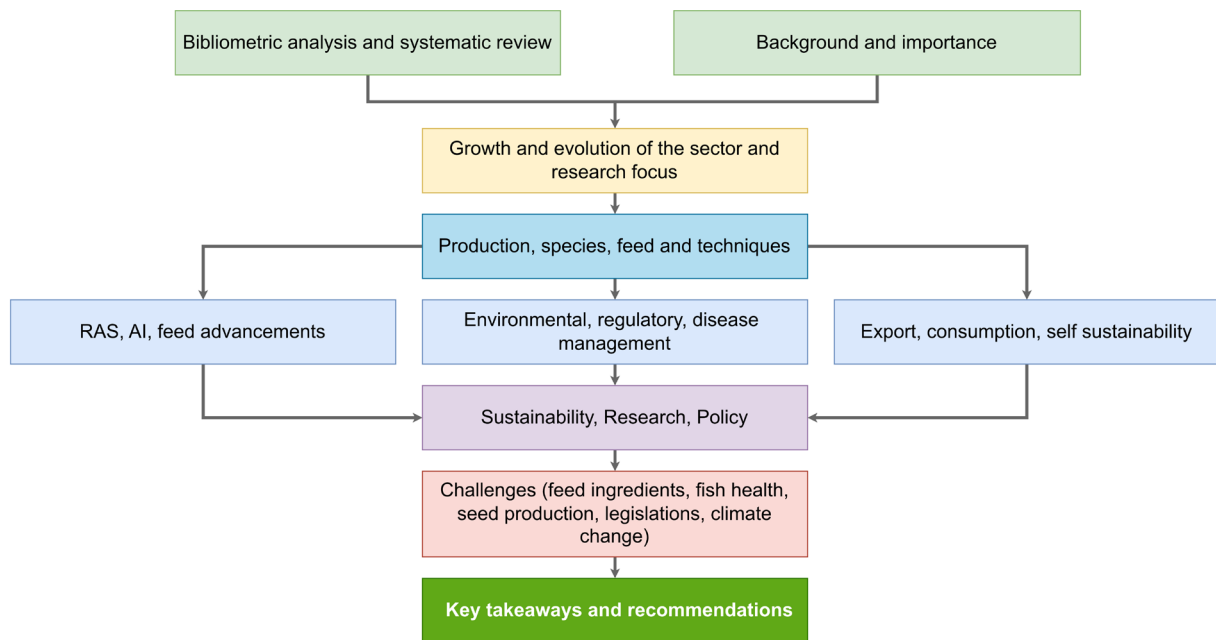 Bibliometric analysis and systematic review
Background and importance
Growth and evolution of the sector and
research focus
Production, species, feed and techniques
RAS, AI, feed advancements
Environmental, regulatory, disease
management
Export, consumption, self sustainability
Sustainability, Research, Policy
Challenges (feed ingredients, fish health,
seed production, legislations, climate
change)
Key takeaways and recommendations